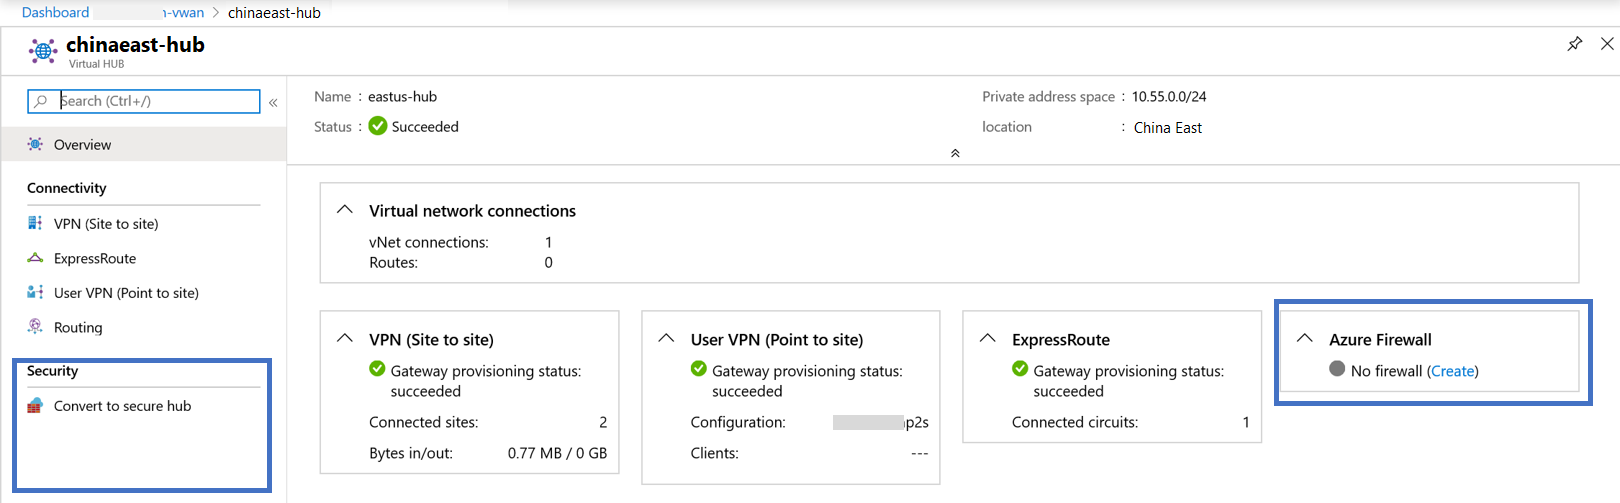 Dashboard n-vwan > chinaeast-hub
chinaeast-hub
Virtual HUB
Search (Ctrl+/) «
Overview
Connectivity
VPN (Site to site)
ExpressRoute
User VPN (Point to site)
Routing
Security
Convert to secure hub
Name : eastus-hub
Status : Succeeded
Private address space : 10.55.0.0/24
location : China East
Virtual network connections
vNet connections: 1
Routes: 0
VPN (Site to site)
Gateway provisioning status:
succeeded
Connected sites: 2
Bytes in/out: 0.77 MB / 0 GB
User VPN (Point to site)
Gateway provisioning status:
succeeded
Configuration: p2s
Clients: ---
ExpressRoute
Gateway provisioning status:
succeeded
Connected circuits: 1
Azure Firewall
No firewall (Create)